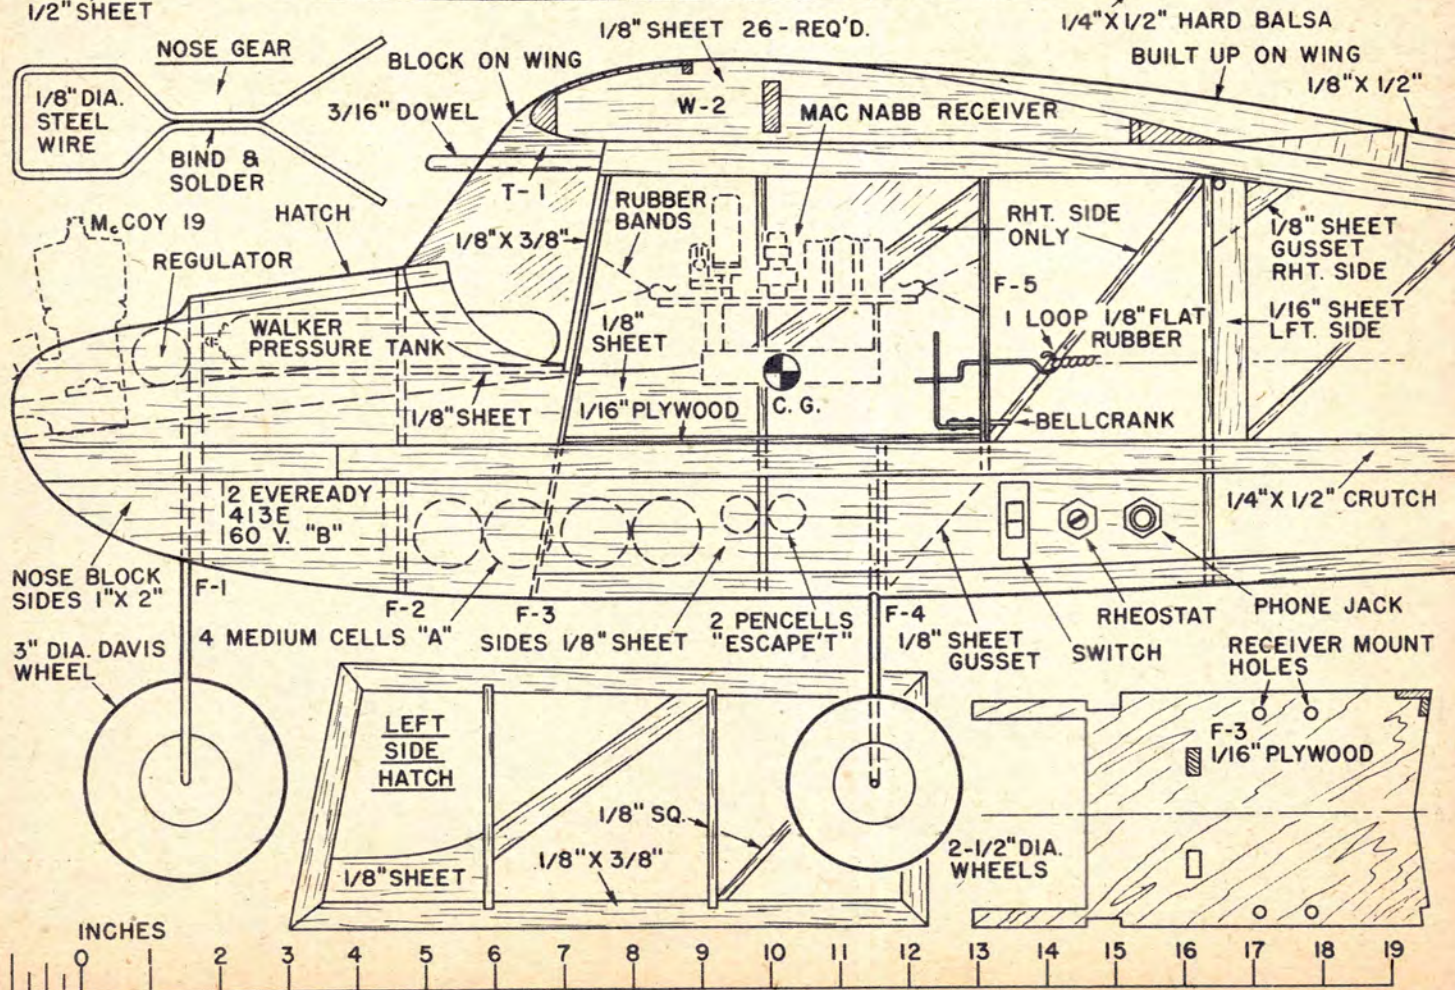 1/2" SHEET
NOSE GEAR
1/8" DIA.
STEEL
WIRE
BIND &
SOLDER
BLOCK ON WING
3/16" DOWEL
1/8" SHEET 26-REQ'D.
W-2
MAC NABB RECEIVER
1/4" X 1/2" HARD BALSA
BUILT UP ON WING
1/8" X 1/2"
McCOY 19
HATCH
REGULATOR
T-1
1/8" X 3/8"
RUBBER
BANDS
RHT. SIDE
ONLY
1/8" SHEET
GUSSET
RHT. SIDE
F-5
WALKER
PRESSURE TANK
1/8"
SHEET
1 LOOP 1/8" FLAT
RUBBER
1/16" SHEET
LFT. SIDE
1/8" SHEET
1/16" PLYWOOD
C. G.
BELLCRANK
2 EVEREADY
413E
60 V. "B"
1/4" X 1/2" CRUTCH
NOSE BLOCK
SIDES 1" X 2"
F-1
F-2
F-3
F-4
4 MEDIUM CELLS "A"
SIDES 1/8" SHEET
2 PENCELLS
"ESCAPE'T"
1/8" SHEET
GUSSET
SWITCH
RHEOSTAT
PHONE JACK
3" DIA. DAVIS
WHEEL
RECEIVER MOUNT
HOLES
LEFT
SIDE
HATCH
F-3
1/16" PLYWOOD
1/8" SQ.
1/8" X 3/8"
1/8" SHEET
2-1/2" DIA.
WHEELS
INCHES
0 1 2 3 4 5 6 7 8 9 10 11 12 13 14 15 16 17 18 19